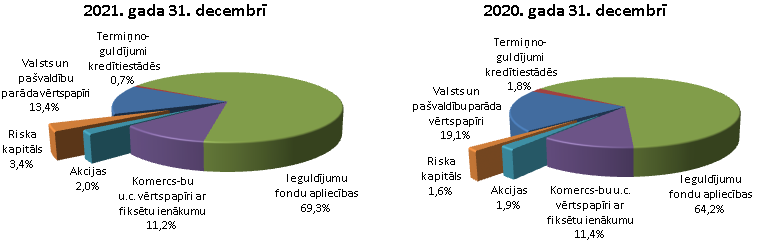 2021. gada 31. decembrī
Termiņno-
guldījumi
kredītiestādēs
0,7%
Valsts un
pašvaldību
parāda vērtspapīri
13,4%
Riska
kapitāls
3,4%
Akcijas
2,0%
Komercs-bu
u.c. vērtspapīri ar
fiksētu ienākumu
11,2%
Ieguldījumu
fondu apliecības
69,3%
2020. gada 31. decembrī
Termiņno-
guldījumi
kredītiestādēs
1,8%
Valsts un
pašvaldību parāda
vērtspapīri
19,1%
Riska
kapitāls
1,6%
Akcijas
1,9%
Komercs-bu u.c.
vērtspapīri ar
fiksētu ienākumu
11,4%
Ieguldījumu
fondu apliecības
64,2%